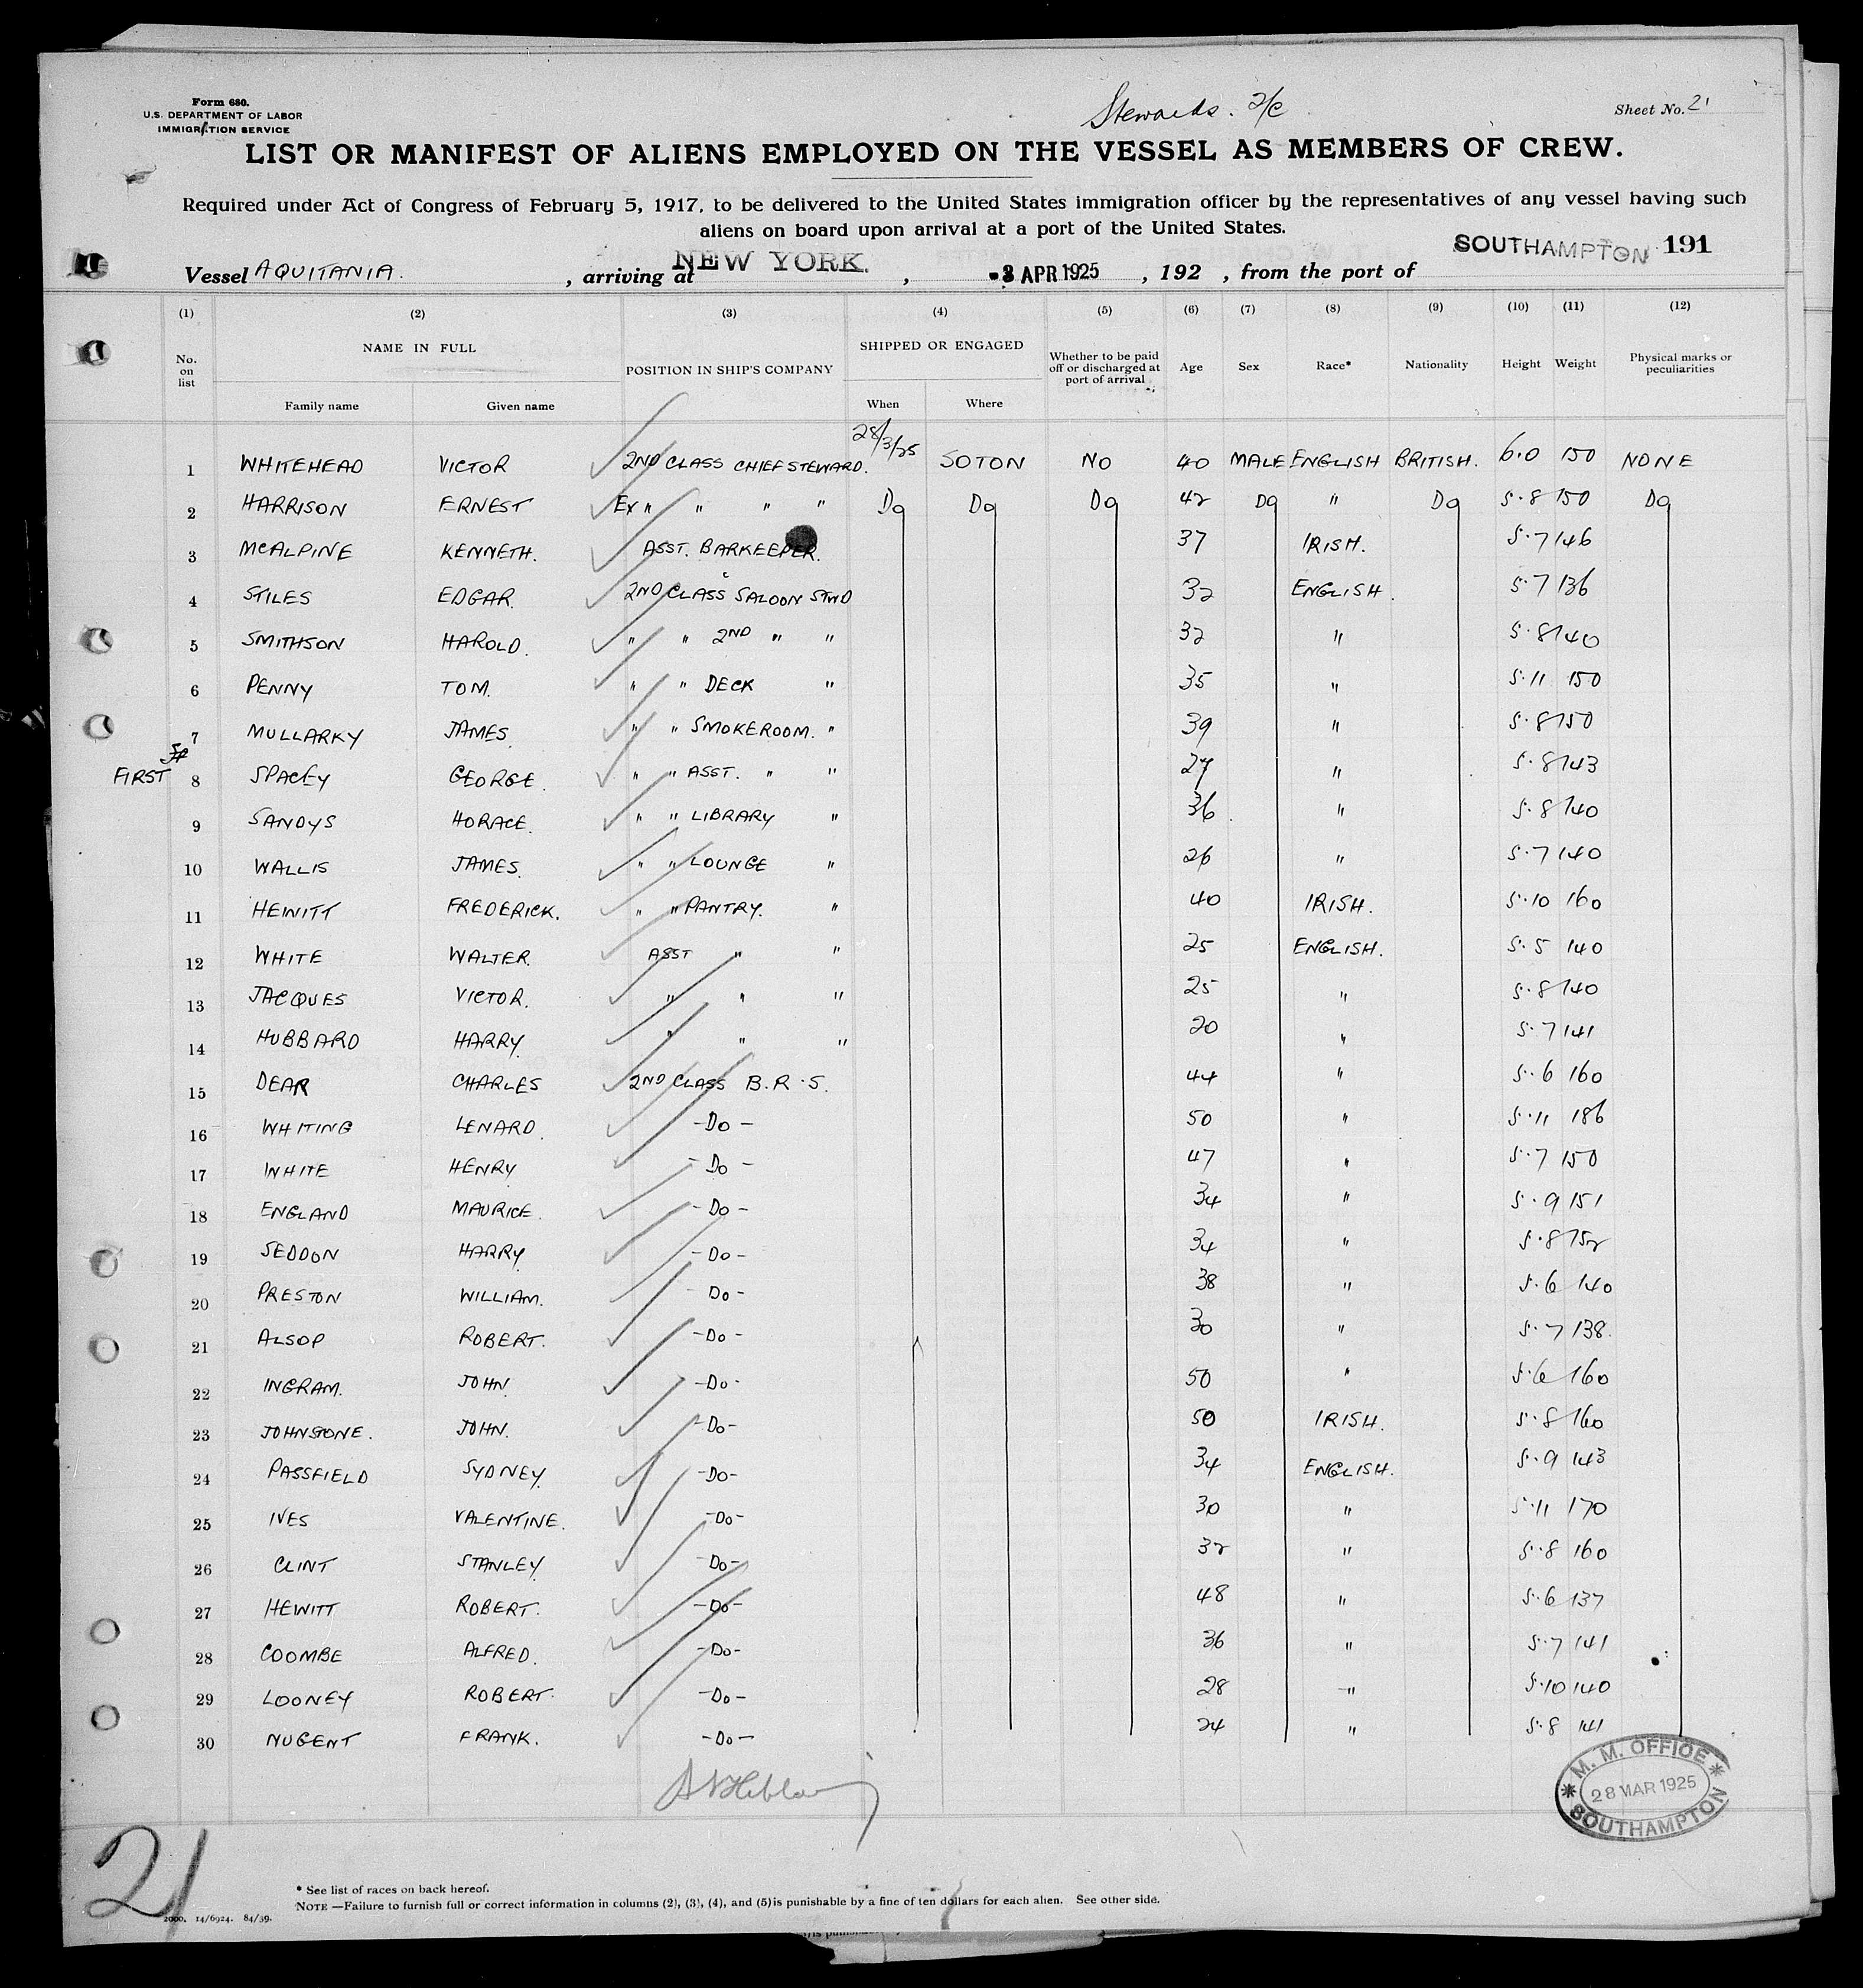 Form 680.
U.S. DEPARTMENT OF LABOR
IMMIGRATION SERVICE
Stewards. 2/c
Sheet No. 21
LIST OR MANIFEST OF ALIENS EMPLOYED ON THE VESSEL AS MEMBERS OF CREW.
Required under Act of Congress of February 5, 1917, to be delivered to the United States immigration officer by the representatives of any vessel having such
aliens on board upon arrival at a port of the United States.
Vessel AQUITANIA. , arriving at NEW YORK. , -3 APR 1925 , 192 , from the port of SOUTHAMPTON 191
(1) (2) (3) (4) (5) (6) (7) (8) (9) (10) (11) (12)
No. on list NAME IN FULL Family name Given name POSITION IN SHIP'S COMPANY SHIPPED OR ENGAGED When Where Whether to be paid off or discharged at port of arrival Age Sex Race* Nationality Height Weight Physical marks or peculiarities
1 WHITEHEAD VICTOR 2ND CLASS CHIEF STEWARD. 28/3/25 SOTON NO 40 MALE ENGLISH BRITISH. 6.0 150 NONE
2 HARRISON ERNEST Ex " " " " Do Do Do 42 Do " Do 5.8 150 Do
3 McALPINE KENNETH. ASST. BARKEEPER. 37 IRISH. 5.7 146
4 STILES EDGAR. 2ND CLASS SALOON STWD 32 ENGLISH. 5.7 136
5 SMITHSON HAROLD. " " 2ND " " 32 " 5.8 140
6 PENNY TOM. " " DECK " 35 " 5.11 150
7 MULLARKY JAMES. " " SMOKEROOM. " 39 " 5.8 150
FIRST 8 SPACEY GEORGE. " " ASST. " " 27 " 5.8 143
9 SANDYS HORACE. " " LIBRARY " 36 " 5.8 140
10 WALLIS JAMES. " " LOUNGE " 26 " 5.7 140
11 HEWITT FREDERICK. " " PANTRY. " 40 IRISH. 5.10 160
12 WHITE WALTER. ASST " " 25 ENGLISH. 5.5 140
13 JACQUES VICTOR. " " " 25 " 5.8 140
14 HUBBARD HARRY. " " " 20 " 5.7 141
15 DEAR CHARLES 2ND CLASS B.R.S. 44 " 5.6 160
16 WHITING LENARD. -Do- 50 " 5.11 186
17 WHITE HENRY -Do- 47 " 5.7 150
18 ENGLAND MAURICE. -Do- 34 " 5.9 151
19 SEDDON HARRY. -Do- 34 " 5.8 152
20 PRESTON WILLIAM. -Do- 38 " 5.6 140
21 ALSOP ROBERT. -Do- 30 " 5.7 138.
22 INGRAM. JOHN. -Do- 50 " 5.6 160
23 JOHNSTONE. JOHN. -Do- 50 IRISH. 5.8 160
24 PASSFIELD SYDNEY. -Do- 34 ENGLISH. 5.9 143
25 IVES VALENTINE. -Do- 30 " 5.11 170
26 CLINT STANLEY. -Do- 32 " 5.8 160
27 HEWITT ROBERT. -Do- 48 " 5.6 137
28 COOMBE ALFRED. -Do- 36 " 5.7 141
29 LOONEY ROBERT. -Do- 28 " 5.10 140
30 NUGENT FRANK. -Do- 24 " 5.8 141
M. M. OFFICE
28 MAR 1925
SOUTHAMPTON
21
* See list of races on back hereof.
NOTE —Failure to furnish full or correct information in columns (2), (3), (4), and (5) is punishable by a fine of ten dollars for each alien. See other side.
2000. 14/6924. 84/39.